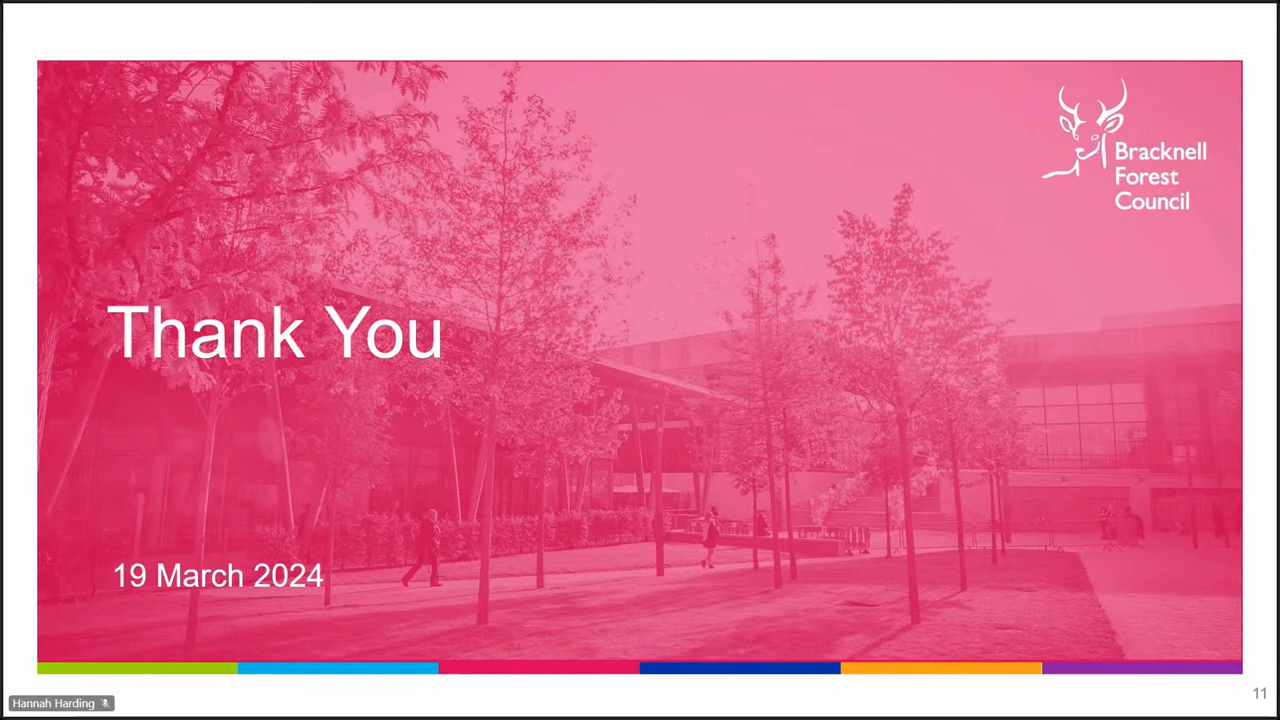 Bracknell
Forest
Council
Thank You
19 March 2024
Hannah Harding
11